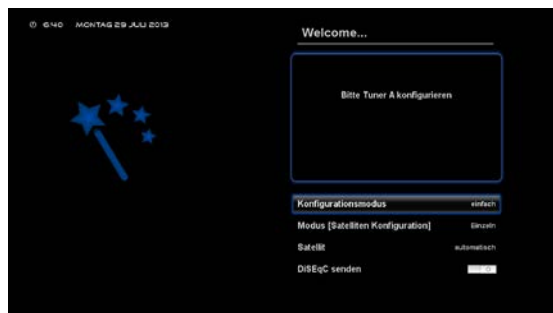 6:40 MONTAG 29 JULI 2013
Welcome...
Bitte Tuner A konfigurieren
Konfigurationsmodus einfach
Modus [Satelliten Konfiguration] Einzeln
Satellit automatisch
DiSEqC senden